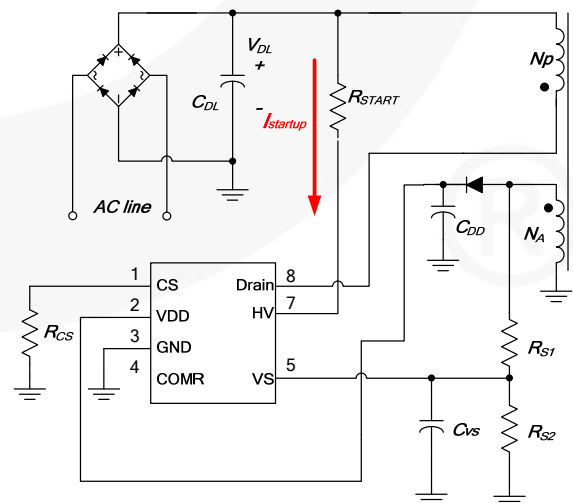 V_DL
+
C_DL
-
I_startup
R_START
Np
AC line
C_DD
N_A
1 CS Drain 8
2 VDD HV 7
3 GND
4 COMR VS 5
R_CS
R_S1
Cvs
R_S2
+
~
~
-
®